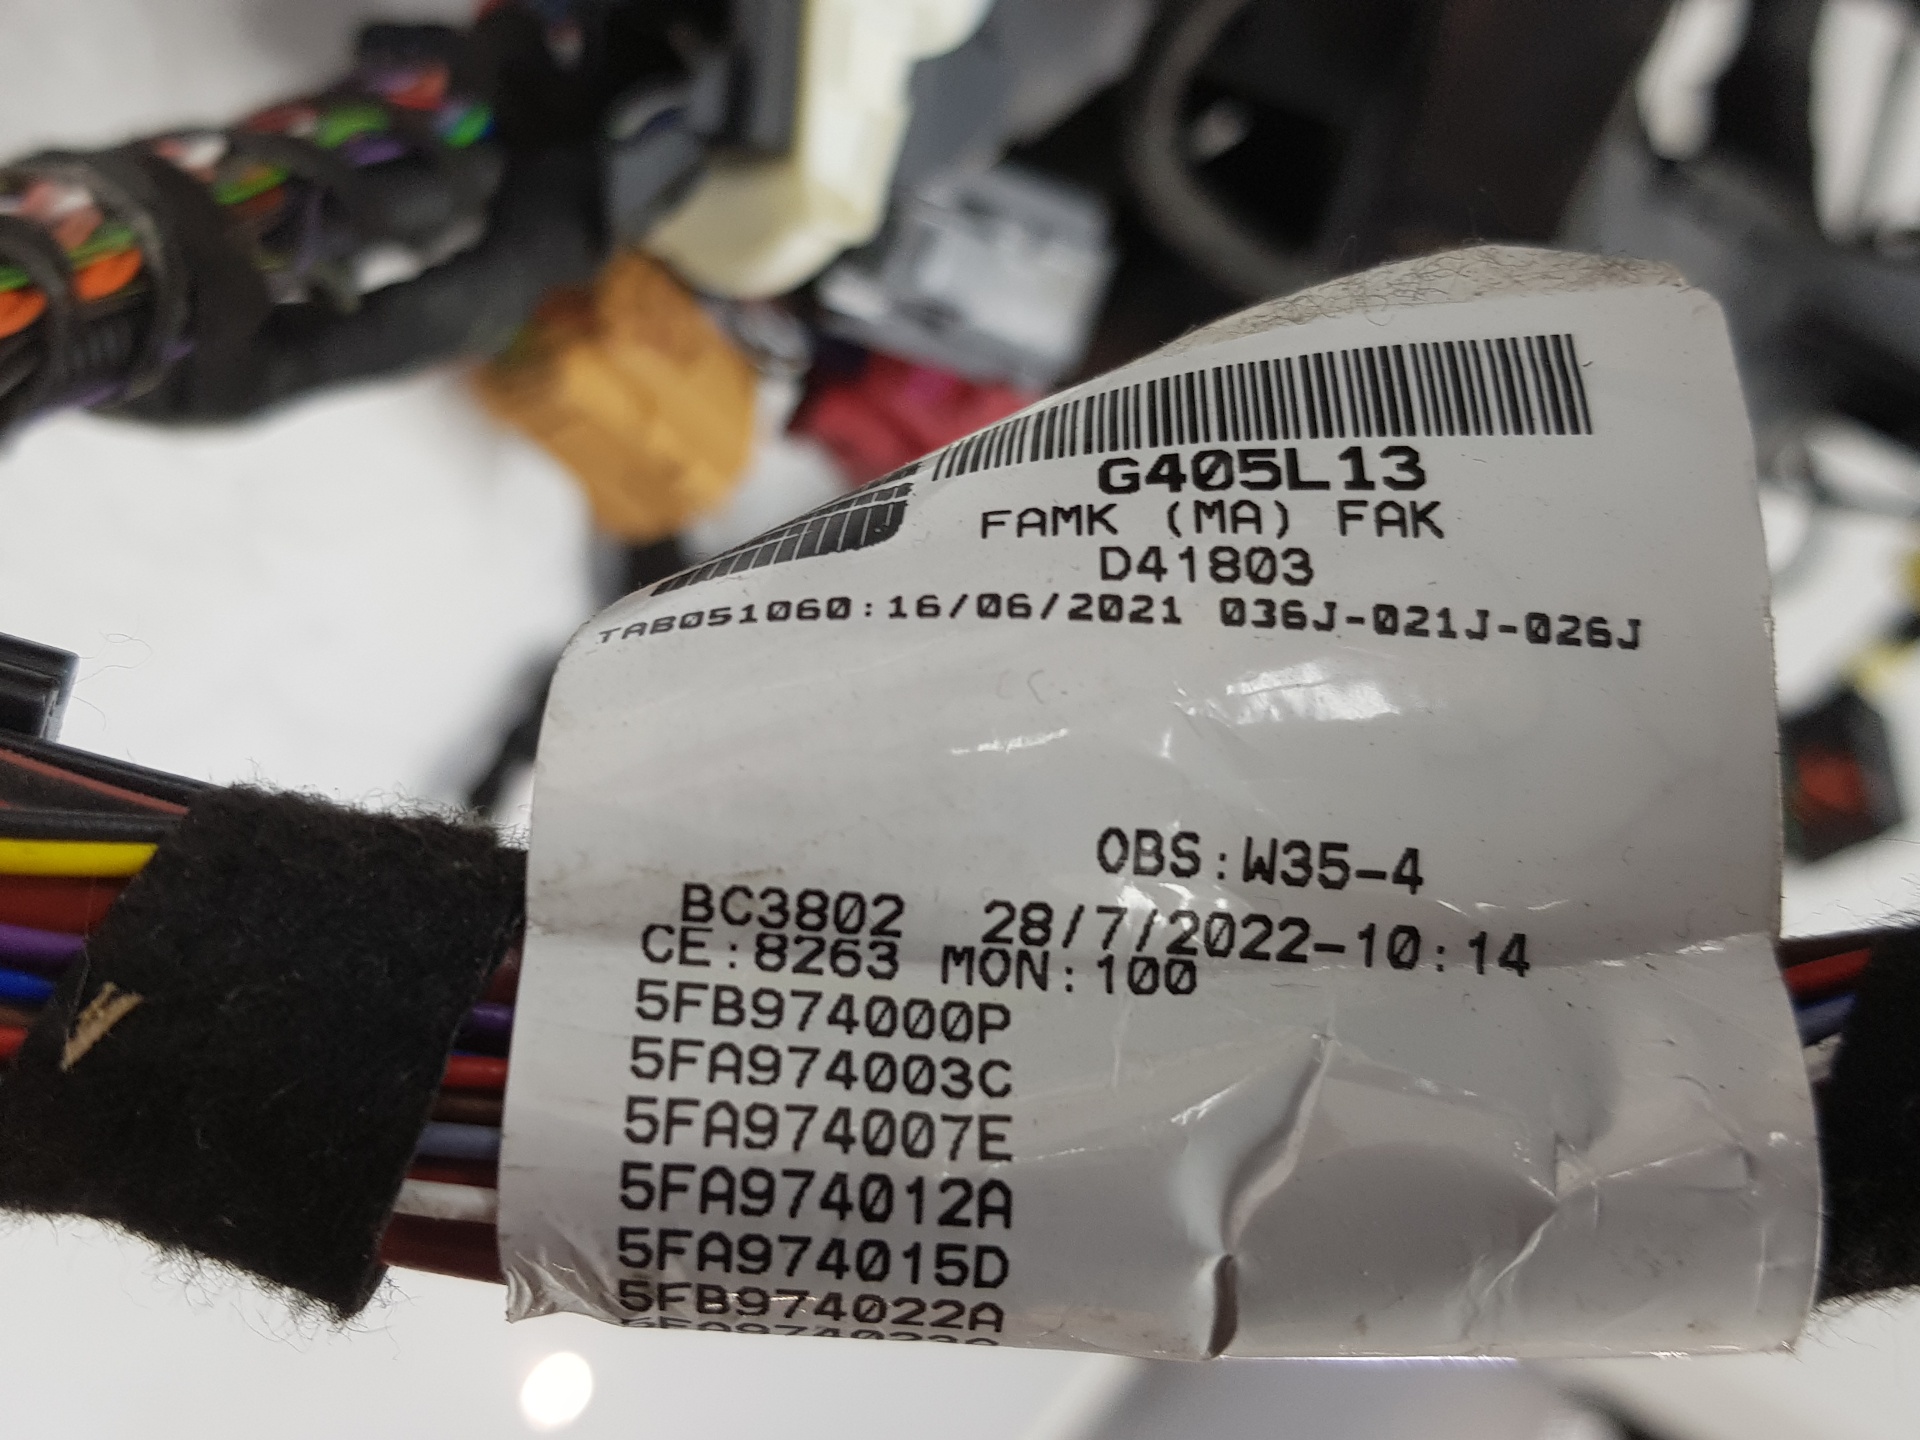 G405L13
FAMK (MA) FAK
D41803
TAB051060:16/06/2021 036J-021J-026J
OBS:W35-4
BC3802 28/7/2022-10:14
CE:8263 MON:100
5FB974000P
5FA974003C
5FA974007E
5FA974012A
5FA974015D
5FB974022A